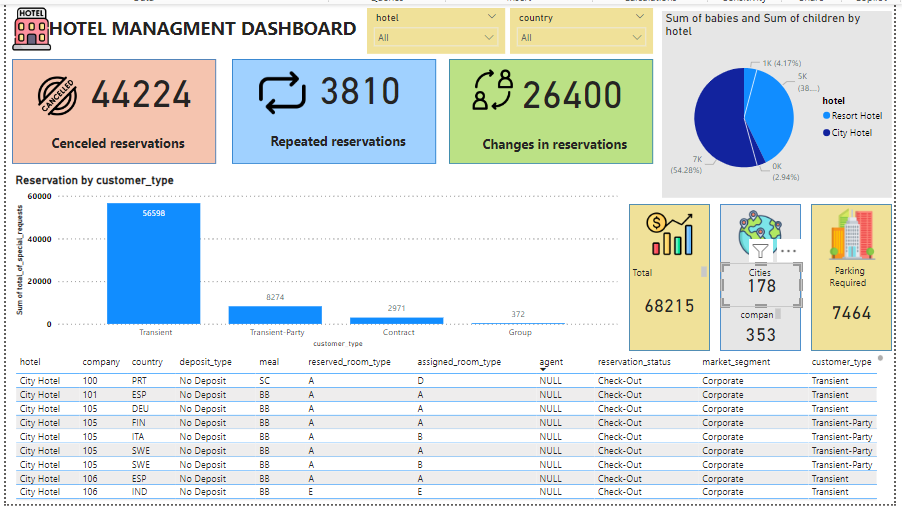 HOTEL
HOTEL MANAGMENT DASHBOARD
hotel
All
country
All
Sum of babies and Sum of children by
hotel
1K (4.17%)
5K
(38...)
hotel
Resort Hotel
City Hotel
7K
(54.28%)
0K
(2.94%)
CANCELLED
44224
Cenceled reservations
3810
Repeated reservations
26400
Changes in reservations
Reservation by customer_type
Sum of total_of_special_requests
60000
40000
20000
0
56598
8274
2971
372
Transient
Transient-Party
Contract
Group
customer_type
Total
68215
Cities
178
compan
353
Parking
Required
7464
hotel company country deposit_type meal reserved_room_type assigned_room_type agent reservation_status market_segment customer_type
City Hotel 100 PRT No Deposit SC A D NULL Check-Out Corporate Transient
City Hotel 101 ESP No Deposit BB A A NULL Check-Out Corporate Transient
City Hotel 105 DEU No Deposit BB A A NULL Check-Out Corporate Transient
City Hotel 105 FIN No Deposit BB A A NULL Check-Out Corporate Transient-Party
City Hotel 105 ITA No Deposit BB A B NULL Check-Out Corporate Transient-Party
City Hotel 105 SWE No Deposit BB A A NULL Check-Out Corporate Transient-Party
City Hotel 105 SWE No Deposit BB A B NULL Check-Out Corporate Transient-Party
City Hotel 106 ESP No Deposit BB A A NULL Check-Out Corporate Transient
City Hotel 106 IND No Deposit BB E E NULL Check-Out Corporate Transient